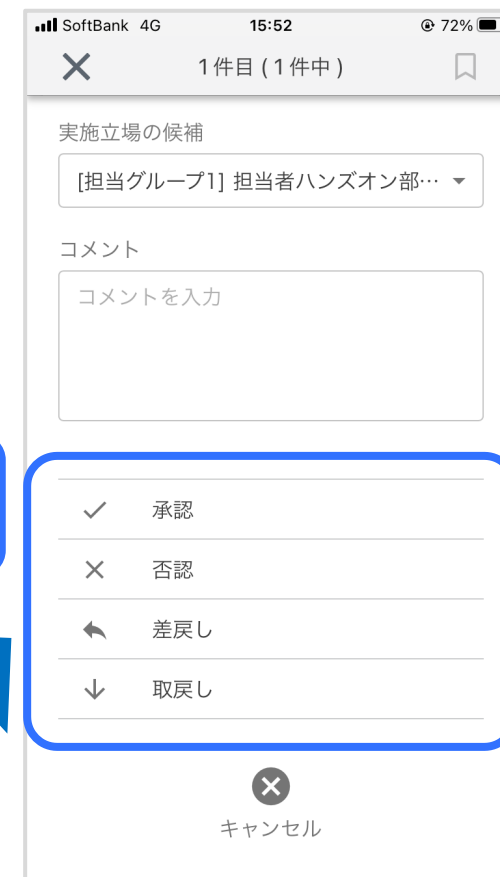 SoftBank 4G 15:52 72%
1件目 ( 1件中 )
実施立場の候補
[担当グループ1] 担当者ハンズオン部…
コメント
コメントを入力
承認
否認
差戻し
取戻し
キャンセル